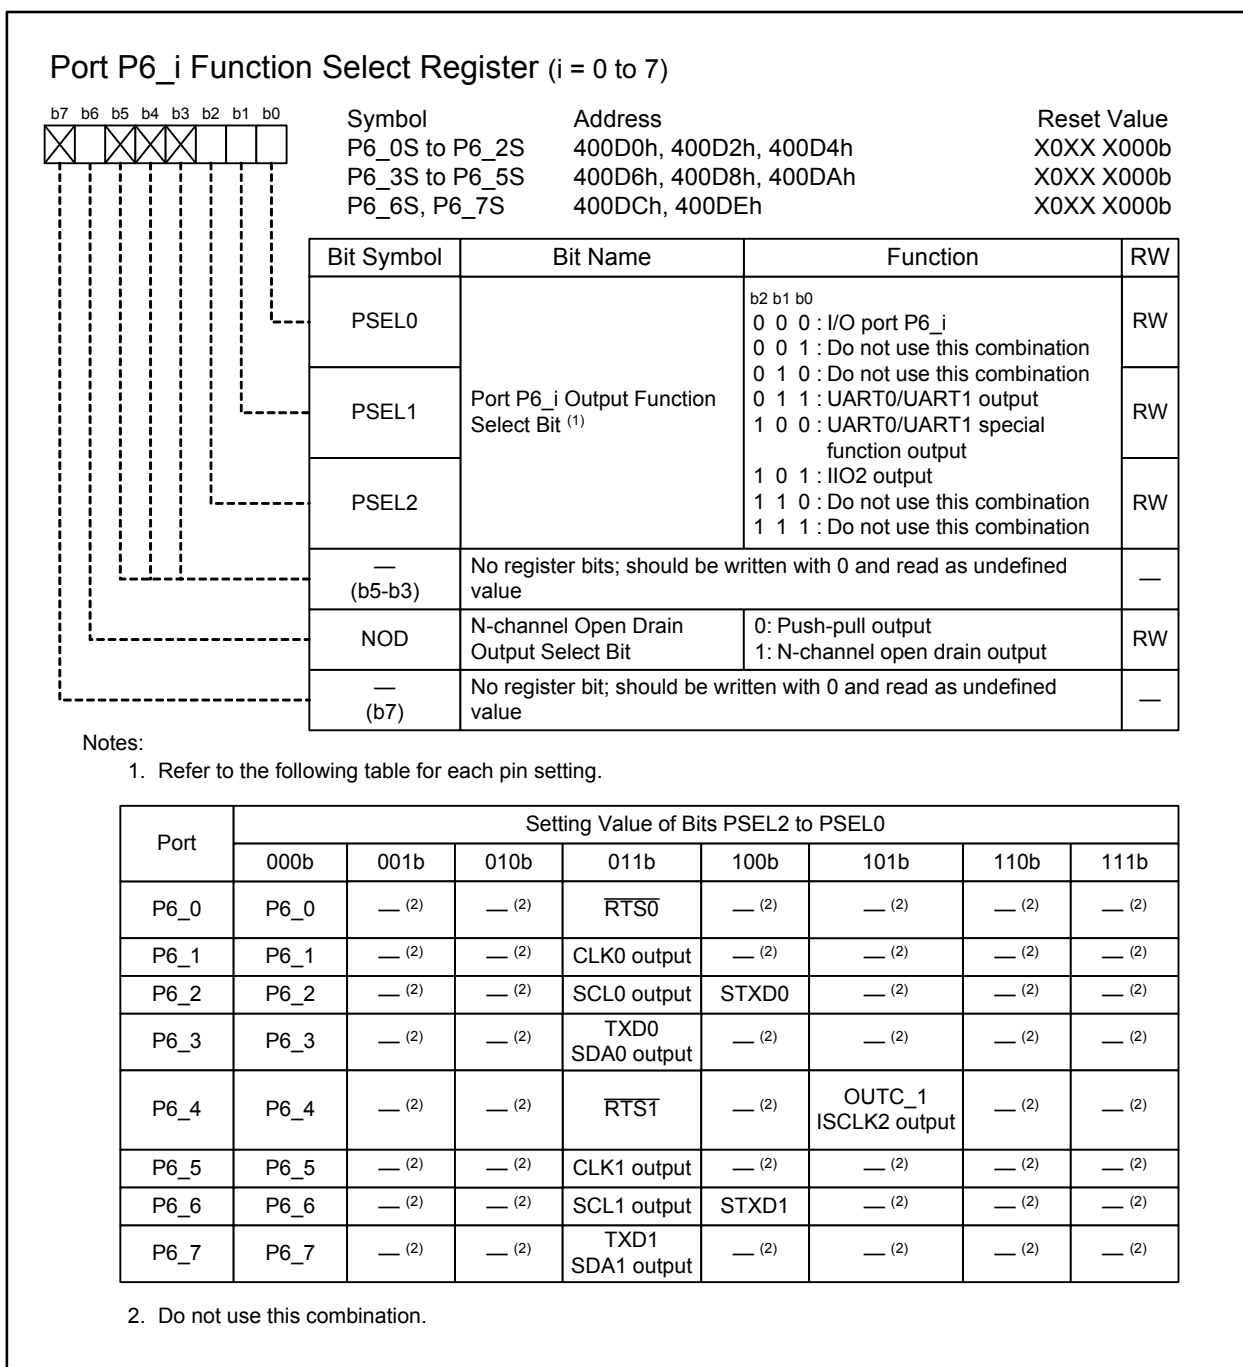 Port P6_i Function Select Register (i = 0 to 7)
b7 b6 b5 b4 b3 b2 b1 b0
Symbol Address Reset Value
P6_0S to P6_2S 400D0h, 400D2h, 400D4h X0XX X000b
P6_3S to P6_5S 400D6h, 400D8h, 400DAh X0XX X000b
P6_6S, P6_7S 400DCh, 400DEh X0XX X000b
Bit Symbol Bit Name Function RW
PSEL0 RW
PSEL1 RW
PSEL2 RW
Port P6_i Output Function
Select Bit (1)
b2 b1 b0
0 0 0 : I/O port P6_i
0 0 1 : Do not use this combination
0 1 0 : Do not use this combination
0 1 1 : UART0/UART1 output
1 0 0 : UART0/UART1 special
function output
1 0 1 : IIO2 output
1 1 0 : Do not use this combination
1 1 1 : Do not use this combination
—
(b5-b3)
No register bits; should be written with 0 and read as undefined
value
—
NOD
N-channel Open Drain
Output Select Bit
0: Push-pull output
1: N-channel open drain output
RW
—
(b7)
No register bit; should be written with 0 and read as undefined
value
—
Notes:
1. Refer to the following table for each pin setting.
Port Setting Value of Bits PSEL2 to PSEL0
000b 001b 010b 011b 100b 101b 110b 111b
P6_0 P6_0 — (2) — (2) RTS0 — (2) — (2) — (2) — (2)
P6_1 P6_1 — (2) — (2) CLK0 output — (2) — (2) — (2) — (2)
P6_2 P6_2 — (2) — (2) SCL0 output STXD0 — (2) — (2) — (2)
P6_3 P6_3 — (2) — (2) TXD0
SDA0 output — (2) — (2) — (2) — (2)
P6_4 P6_4 — (2) — (2) RTS1 — (2) OUTC_1
ISCLK2 output — (2) — (2)
P6_5 P6_5 — (2) — (2) CLK1 output — (2) — (2) — (2) — (2)
P6_6 P6_6 — (2) — (2) SCL1 output STXD1 — (2) — (2) — (2)
P6_7 P6_7 — (2) — (2) TXD1
SDA1 output — (2) — (2) — (2) — (2)
2. Do not use this combination.